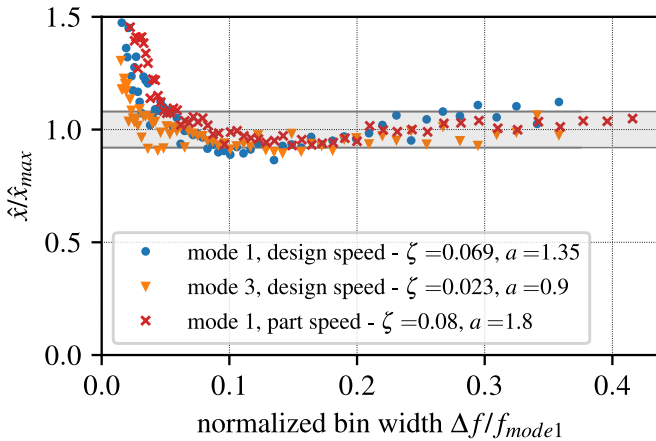 1.5
1.0
0.5
0.0
x̂/x̂max
mode 1, design speed - ζ =0.069, a =1.35
mode 3, design speed - ζ =0.023, a =0.9
mode 1, part speed - ζ =0.08, a =1.8
0.0 0.1 0.2 0.3 0.4
normalized bin width Δf/fmode1